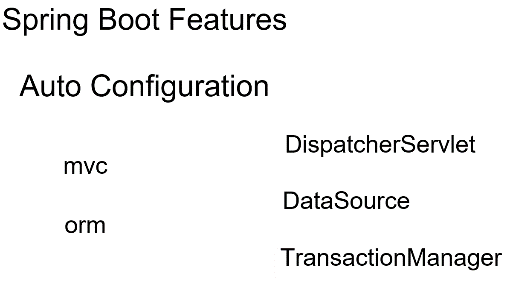 Spring Boot Features
Auto Configuration
mvc
orm
DispatcherServlet
DataSource
TransactionManager